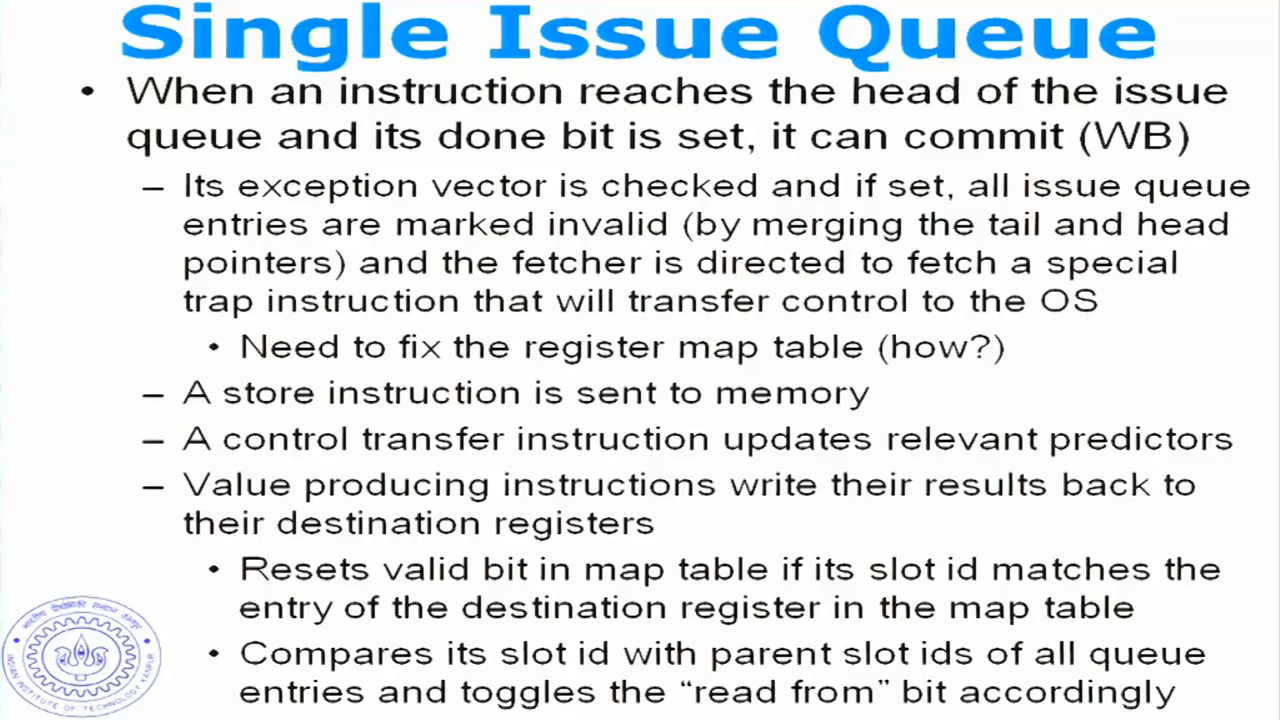 Single Issue Queue
• When an instruction reaches the head of the issue
queue and its done bit is set, it can commit (WB)
– Its exception vector is checked and if set, all issue queue
entries are marked invalid (by merging the tail and head
pointers) and the fetcher is directed to fetch a special
trap instruction that will transfer control to the OS
• Need to fix the register map table (how?)
– A store instruction is sent to memory
– A control transfer instruction updates relevant predictors
– Value producing instructions write their results back to
their destination registers
• Resets valid bit in map table if its slot id matches the
entry of the destination register in the map table
• Compares its slot id with parent slot ids of all queue
entries and toggles the “read from” bit accordingly
INDIAN INSTITUTE OF TECHNOLOGY KANPUR